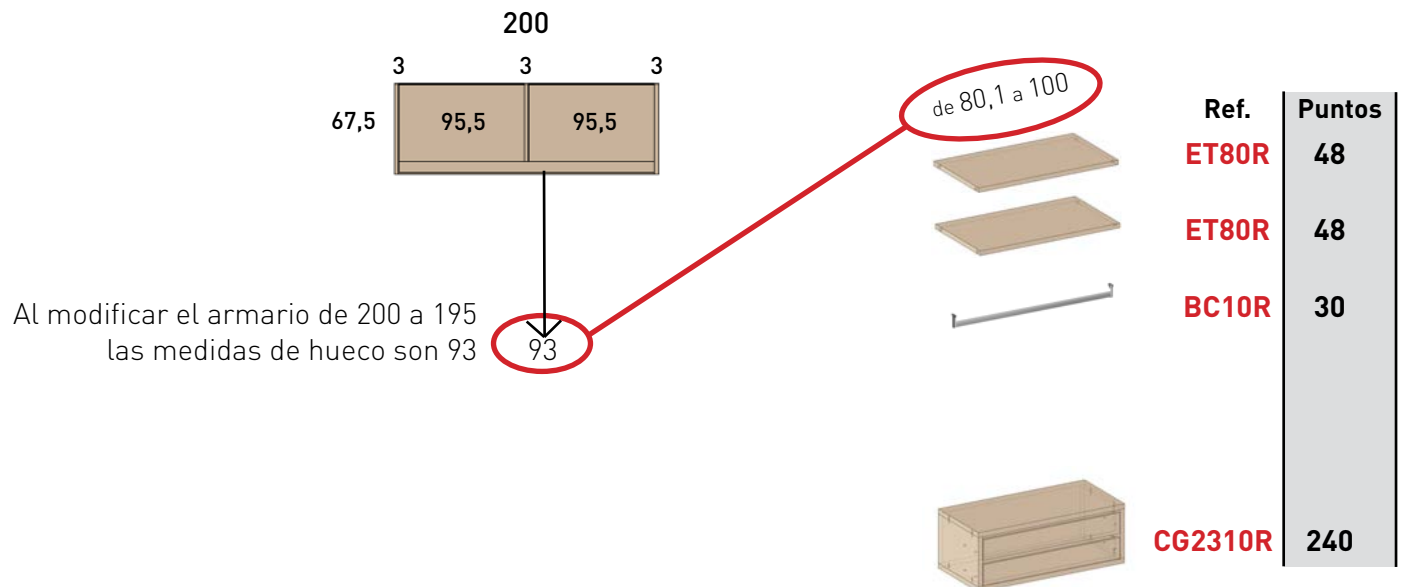 200
3 3 3
67,5 95,5 95,5
de 80,1 a 100
Ref. Puntos
ET80R 48
ET80R 48
BC10R 30
Al modificar el armario de 200 a 195
las medidas de hueco son 93 93
CG2310R 240